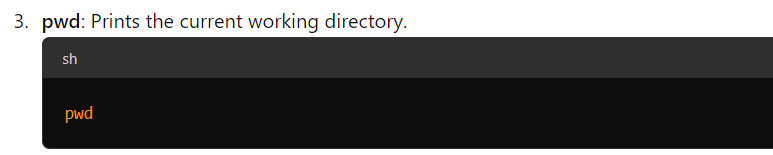 3. pwd: Prints the current working directory.
sh
pwd